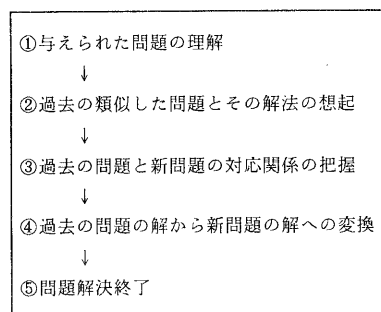 ①与えられた問題の理解
↓
②過去の類似した問題とその解法の想起
↓
③過去の問題と新問題の対応関係の把握
↓
④過去の問題の解から新問題の解への変換
↓
⑤問題解決終了